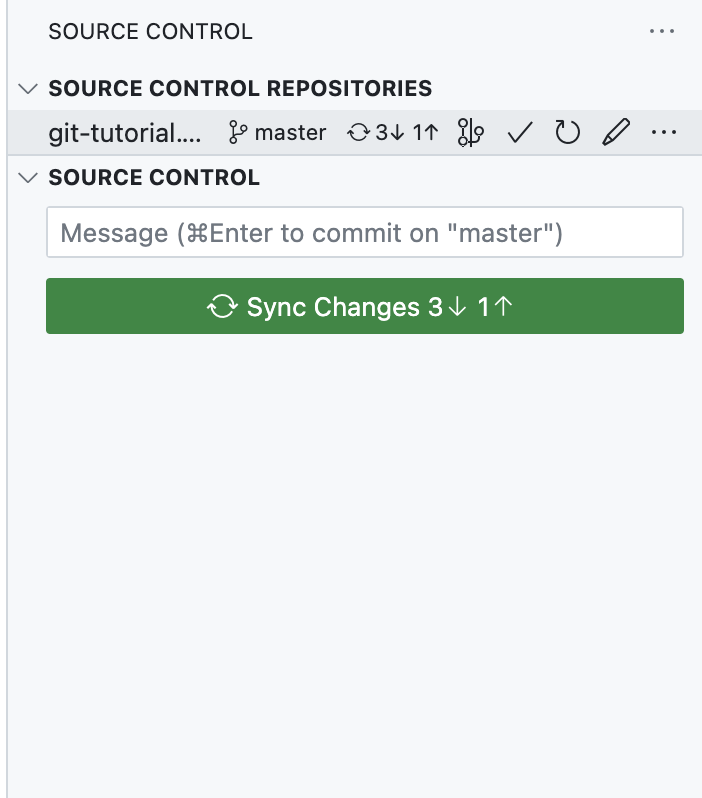 SOURCE CONTROL
SOURCE CONTROL REPOSITORIES
git-tutorial.... master 3↓ 1↑
SOURCE CONTROL
Message (⌘Enter to commit on "master")
Sync Changes 3↓ 1↑